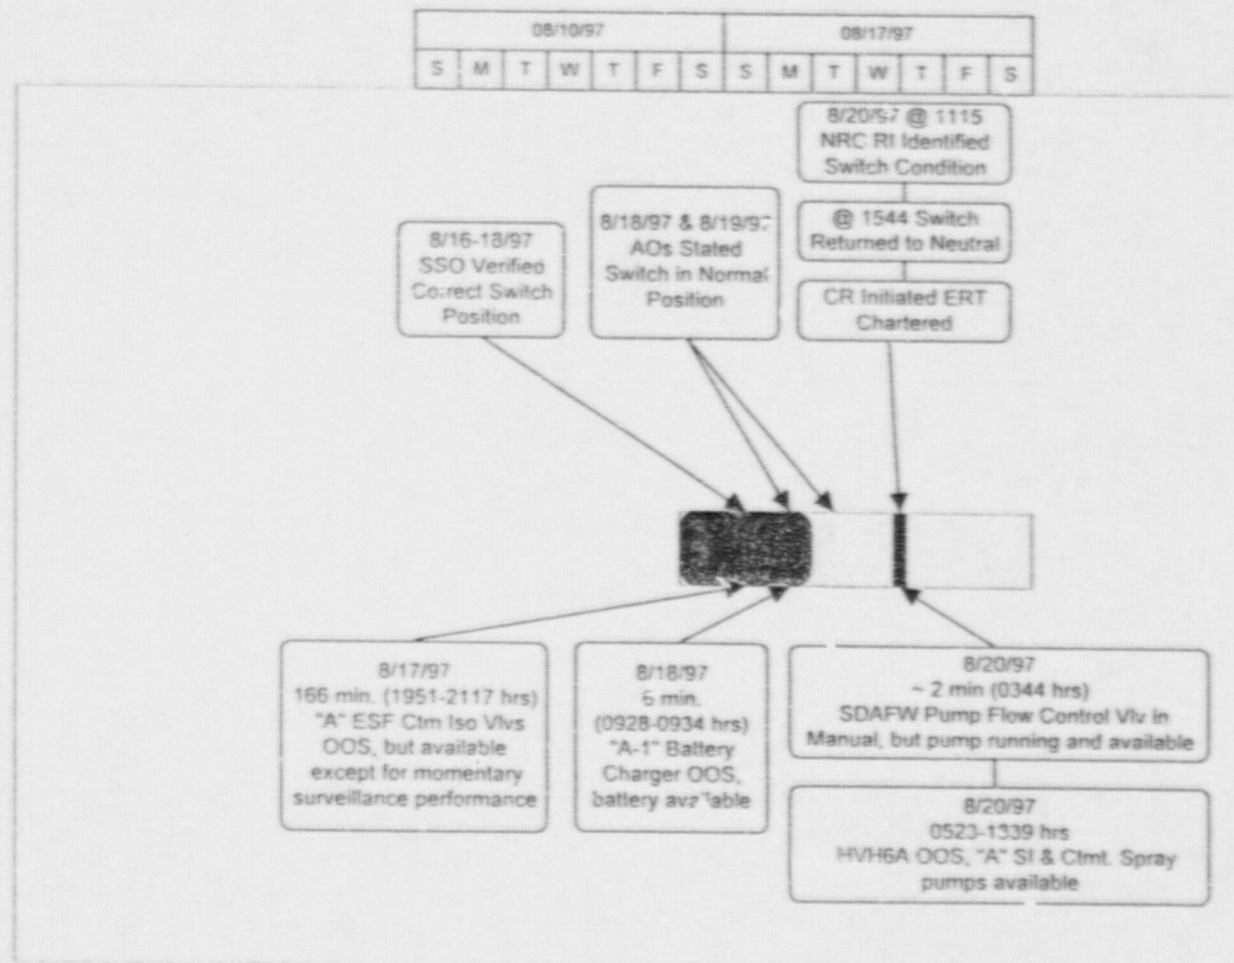 08/10/97 08/17/97
S M T W T F S S M T W T F S
8/20/97 @ 1115
NRC RI Identified
Switch Condition
8/18/97 & 8/19/97
AOs Stated
Switch in Normal
Position
@ 1544 Switch
Returned to Neutral
8/16-18/97
SSO Verified
Correct Switch
Position
CR Initiated ERT
Chartered
8/17/97
166 min. (1951-2117 hrs)
"A" ESF Ctm Iso Vlvs
OOS, but available
except for momentary
surveillance performance
8/18/97
6 min.
(0928-0934 hrs)
"A-1" Battery
Charger OOS,
battery available
8/20/97
~ 2 min (0344 hrs)
SDAFW Pump Flow Control Vlv in
Manual, but pump running and available
8/20/97
0523-1339 hrs
HVH6A OOS, "A" SI & Ctmt. Spray
pumps available